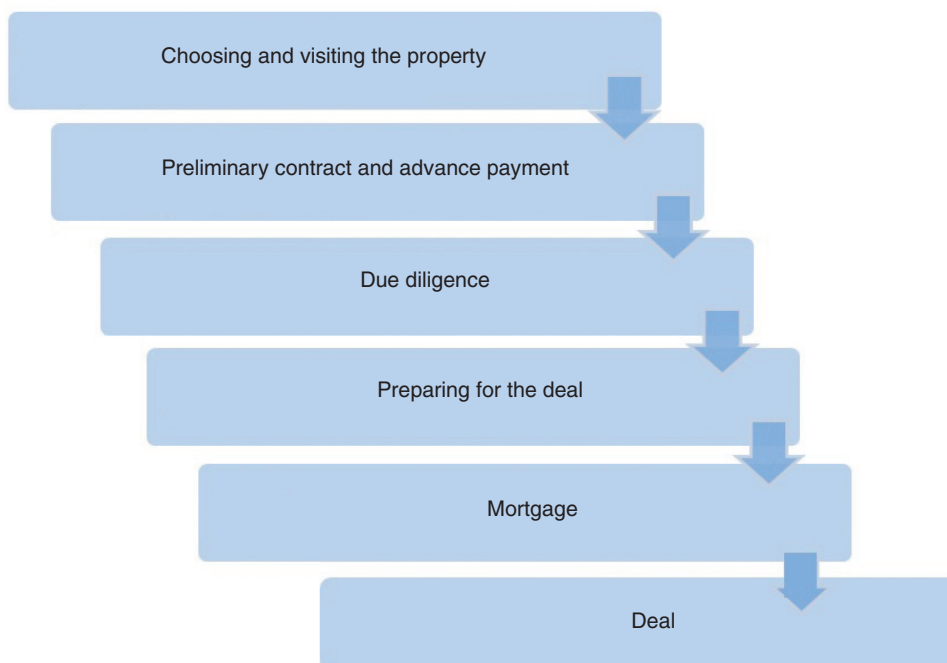 Choosing and visiting the property
Preliminary contract and advance payment
Due diligence
Preparing for the deal
Mortgage
Deal